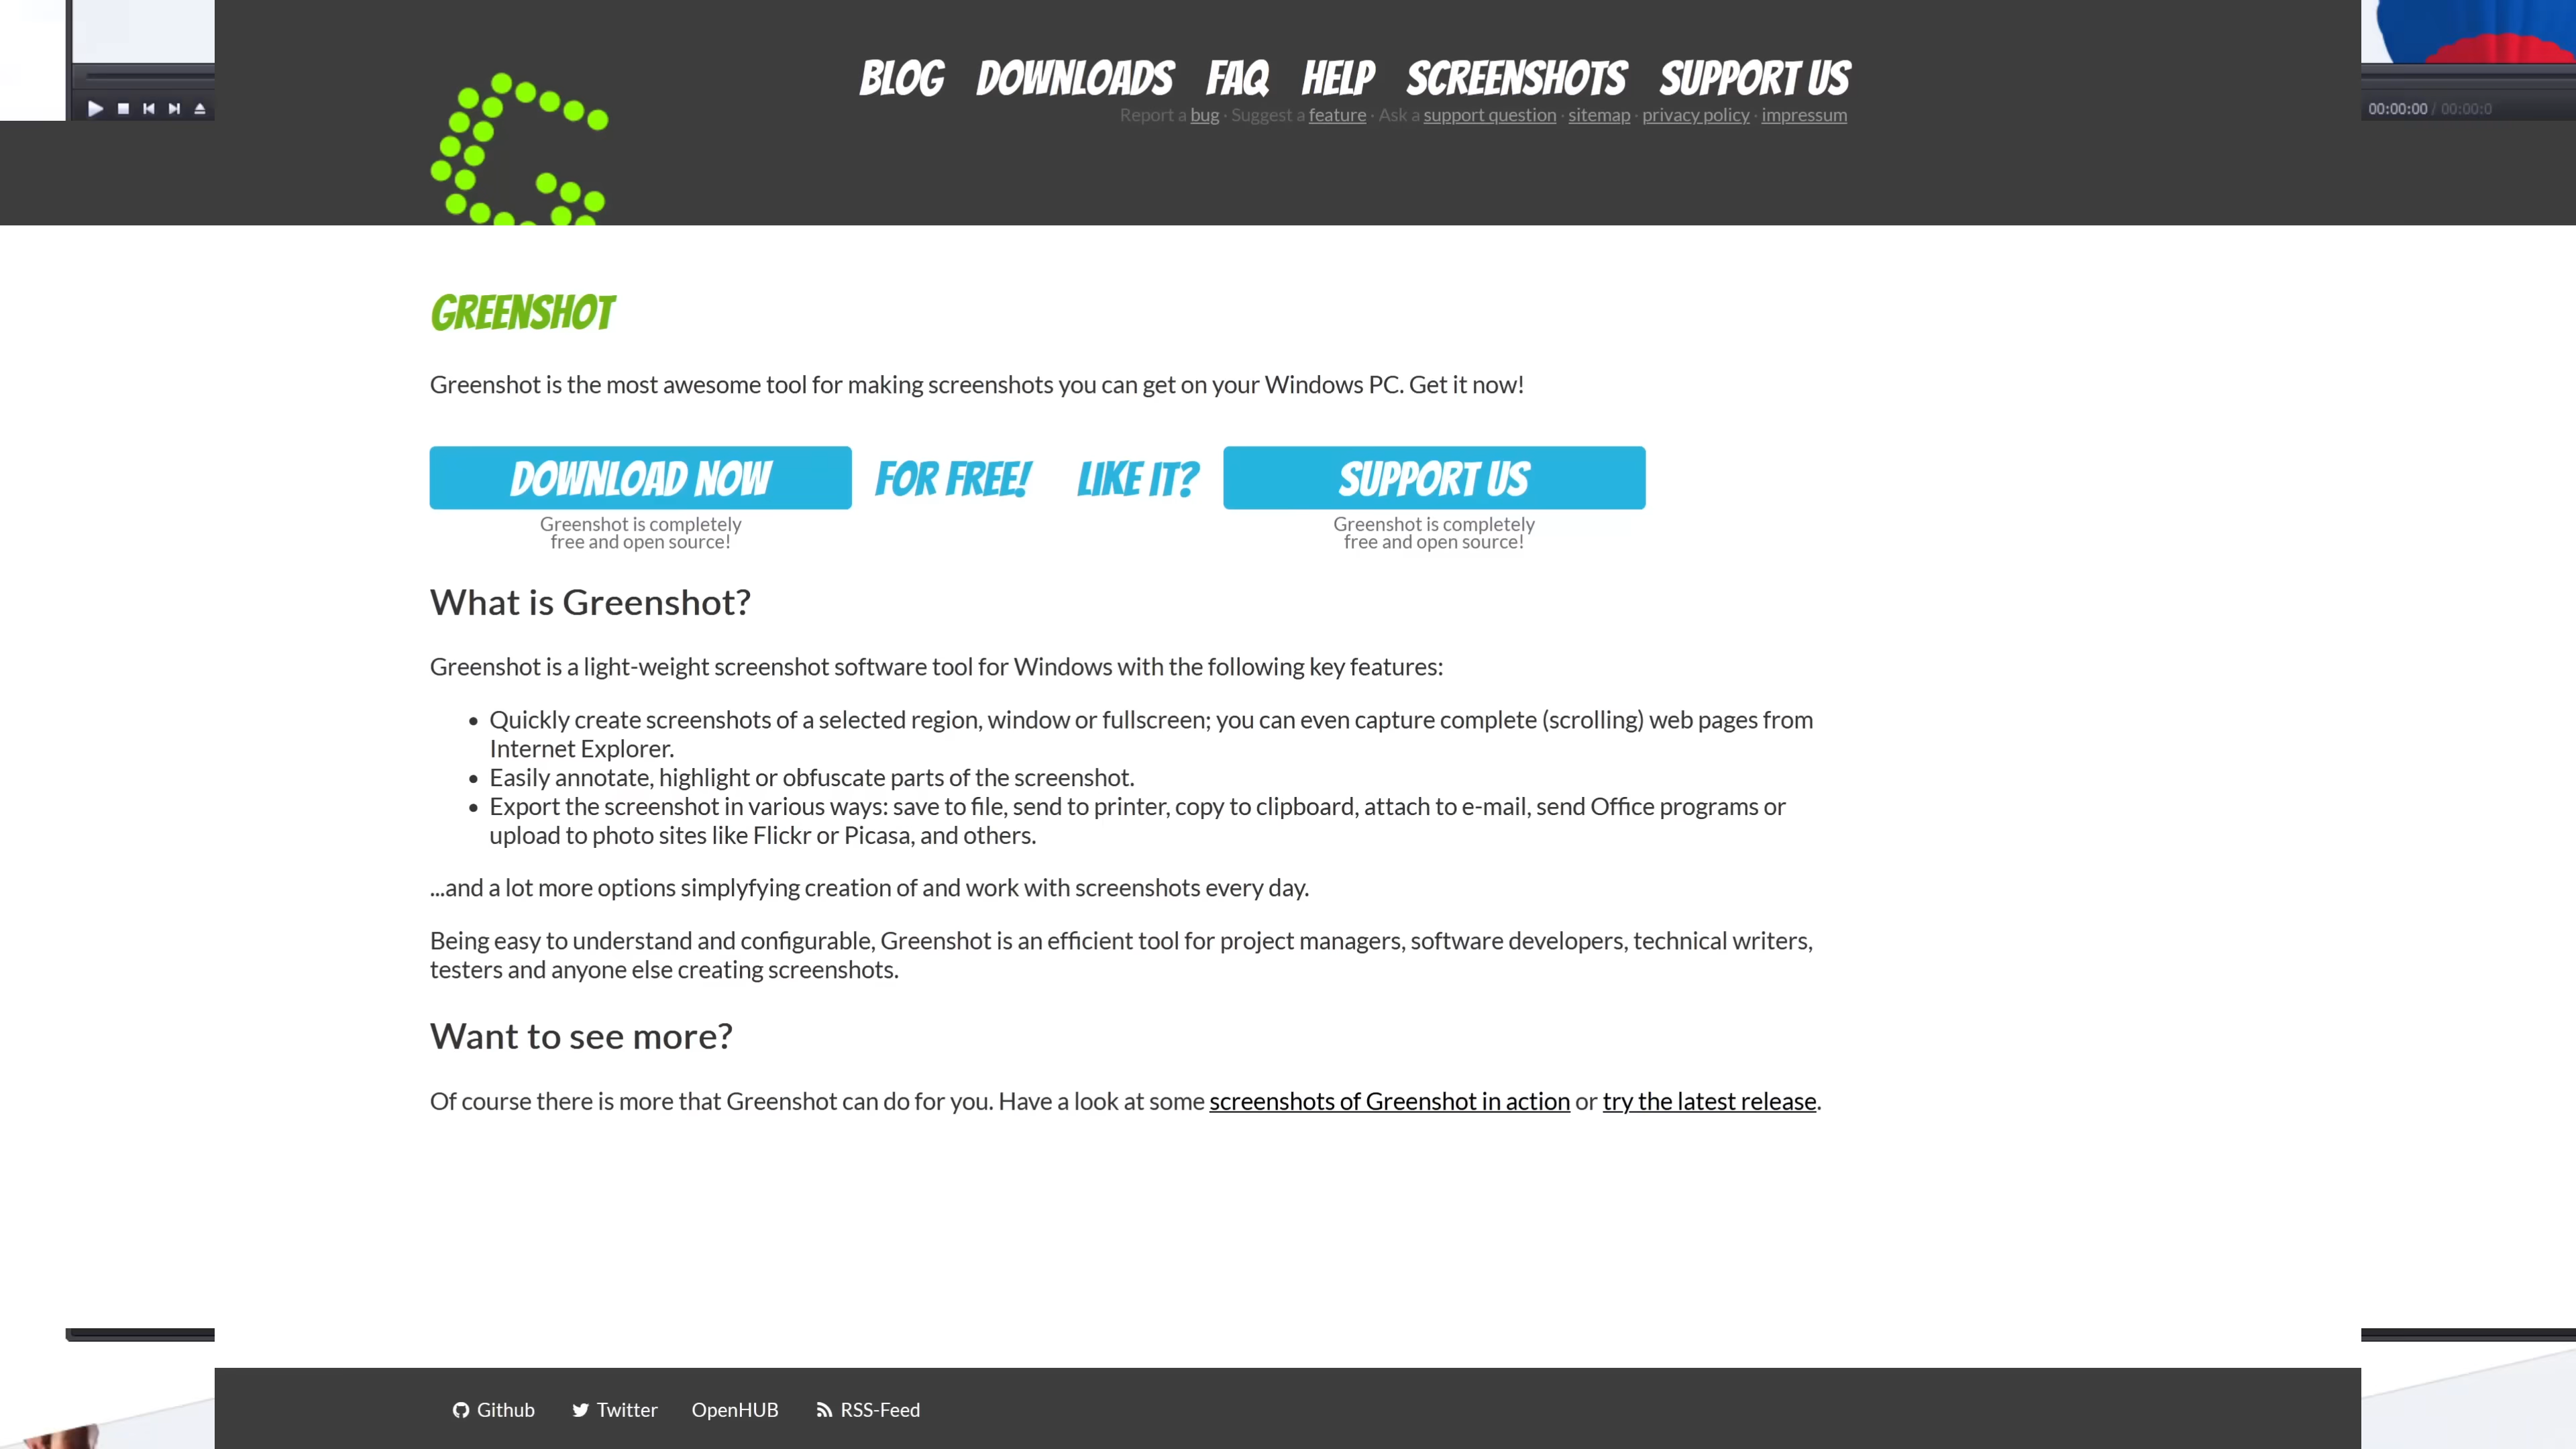 BLOG DOWNLOADS FAQ HELP SCREENSHOTS SUPPORT US
Report a bug · Suggest a feature · Ask a support question · sitemap · privacy policy · impressum
00:00:00 / 00:00:0
GREENSHOT
Greenshot is the most awesome tool for making screenshots you can get on your Windows PC. Get it now!
DOWNLOAD NOW FOR FREE! LIKE IT? SUPPORT US
Greenshot is completely Greenshot is completely
free and open source! free and open source!
What is Greenshot?
Greenshot is a light-weight screenshot software tool for Windows with the following key features:
• Quickly create screenshots of a selected region, window or fullscreen; you can even capture complete (scrolling) web pages from
Internet Explorer.
• Easily annotate, highlight or obfuscate parts of the screenshot.
• Export the screenshot in various ways: save to file, send to printer, copy to clipboard, attach to e-mail, send Office programs or
upload to photo sites like Flickr or Picasa, and others.
...and a lot more options simplyfying creation of and work with screenshots every day.
Being easy to understand and configurable, Greenshot is an efficient tool for project managers, software developers, technical writers,
testers and anyone else creating screenshots.
Want to see more?
Of course there is more that Greenshot can do for you. Have a look at some screenshots of Greenshot in action or try the latest release.
Github Twitter OpenHUB RSS-Feed